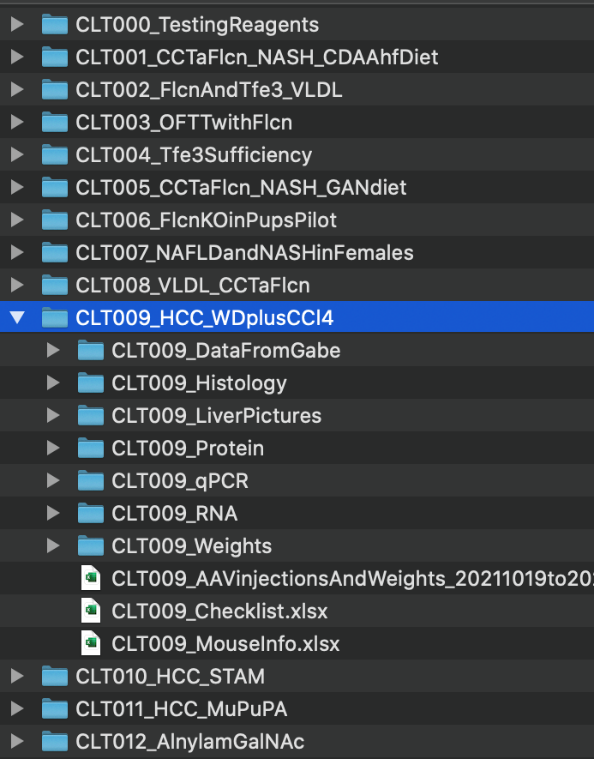 CLT000_TestingReagents
CLT001_CCTaFlcn_NASH_CDAAhfDiet
CLT002_FlcnAndTfe3_VLDL
CLT003_OFTTwithFlcn
CLT004_Tfe3Sufficiency
CLT005_CCTaFlcn_NASH_GANdiet
CLT006_FlcnKOinPupsPilot
CLT007_NAFLDandNASHinFemales
CLT008_VLDL_CCTaFlcn
CLT009_HCC_WDplusCCl4
CLT009_DataFromGabe
CLT009_Histology
CLT009_LiverPictures
CLT009_Protein
CLT009_qPCR
CLT009_RNA
CLT009_Weights
CLT009_AAVinjectionsAndWeights_20211019to20
CLT009_Checklist.xlsx
CLT009_MouseInfo.xlsx
CLT010_HCC_STAM
CLT011_HCC_MuPuPA
CLT012_AlnylamGalNAc